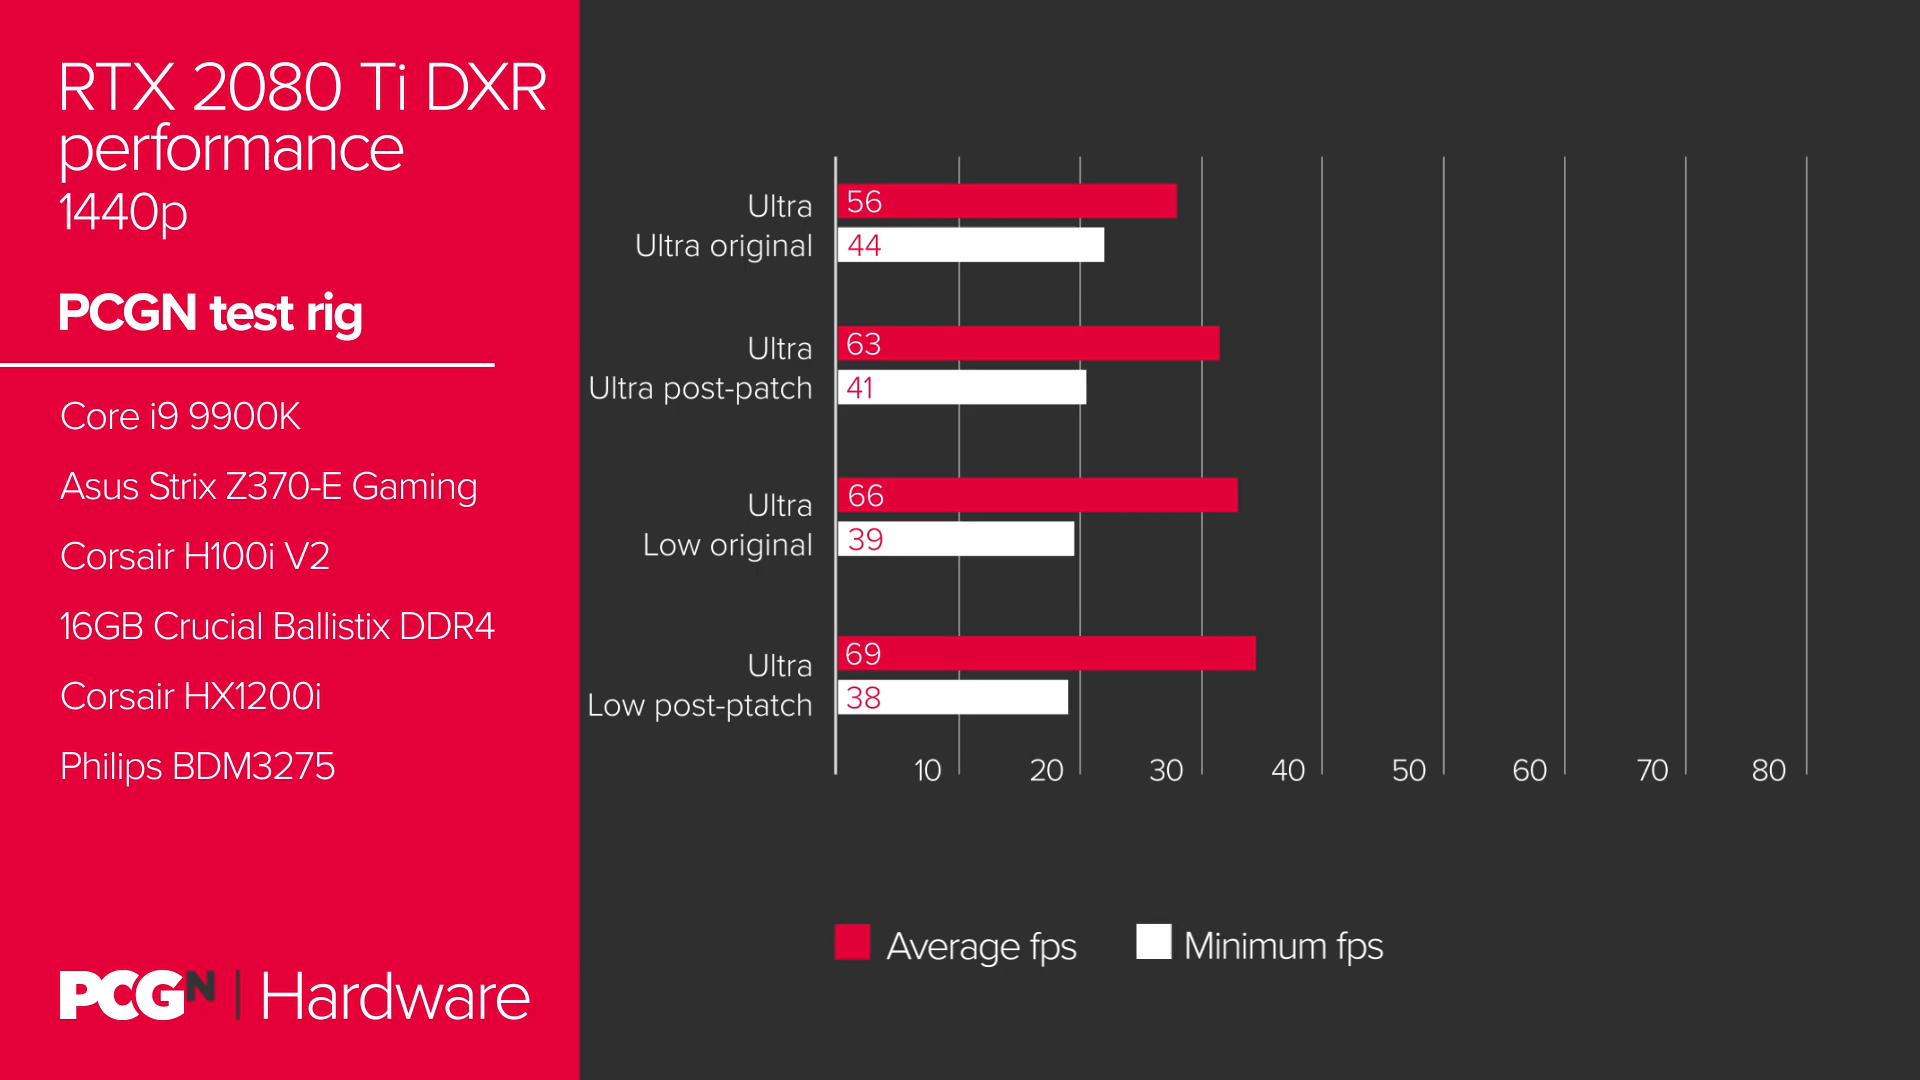 RTX 2080 Ti DXR
performance
1440p
PCGN test rig
Core i9 9900K
Asus Strix Z370-E Gaming
Corsair H100i V2
16GB Crucial Ballistix DDR4
Corsair HX1200i
Philips BDM3275
PCGN | Hardware
Ultra
Ultra original
56
44
Ultra
Ultra post-patch
63
41
Ultra
Low original
66
39
Ultra
Low post-ptatch
69
38
10 20 30 40 50 60 70 80
Average fps Minimum fps